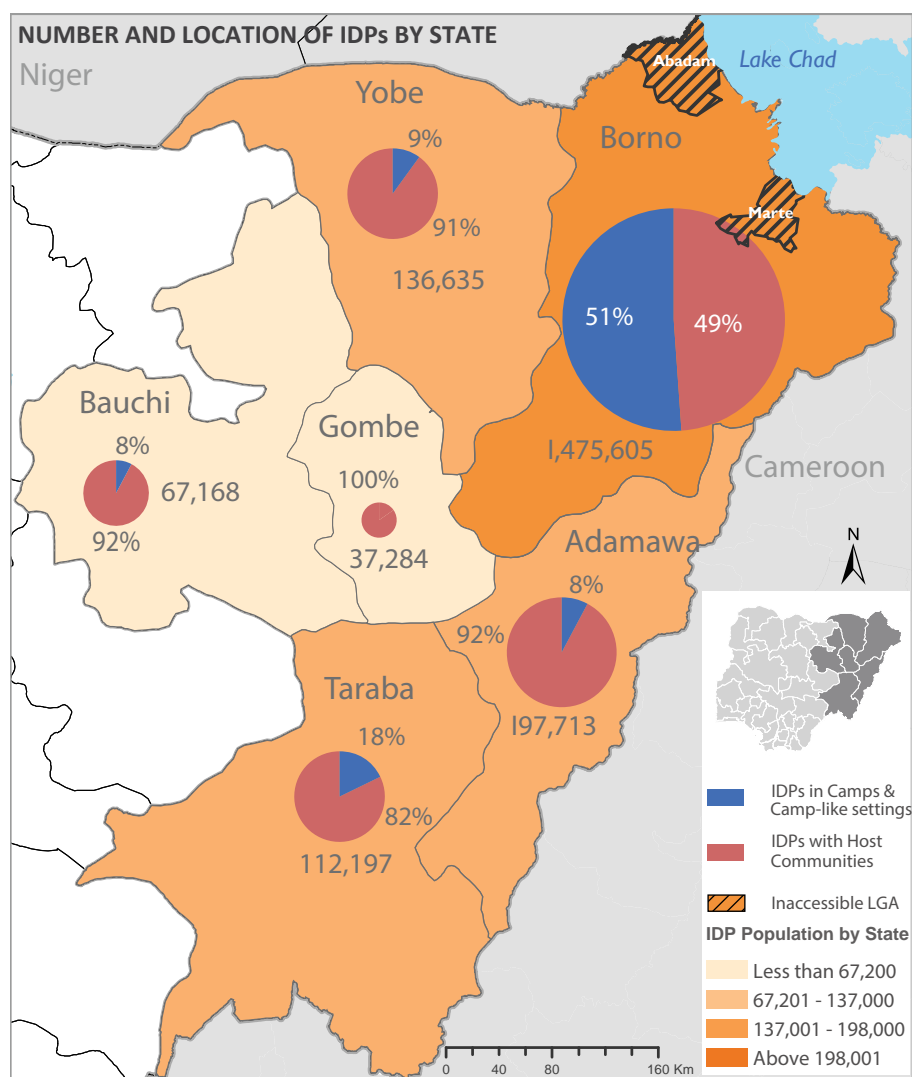 NUMBER AND LOCATION OF IDPs BY STATE
Niger
Abadam
Lake Chad
Yobe
9%
91%
136,635
Borno
Marte
51%
49%
I,475,605
Bauchi
8%
67,168
92%
Gombe
100%
37,284
Cameroon
Adamawa
8%
92%
I97,713
N
Taraba
18%
82%
112,197
IDPs in Camps &
Camp-like settings
IDPs with Host
Communities
Inaccessible LGA
IDP Population by State
Less than 67,200
67,201 - 137,000
137,001 - 198,000
Above 198,001
0 40 80 160 Km